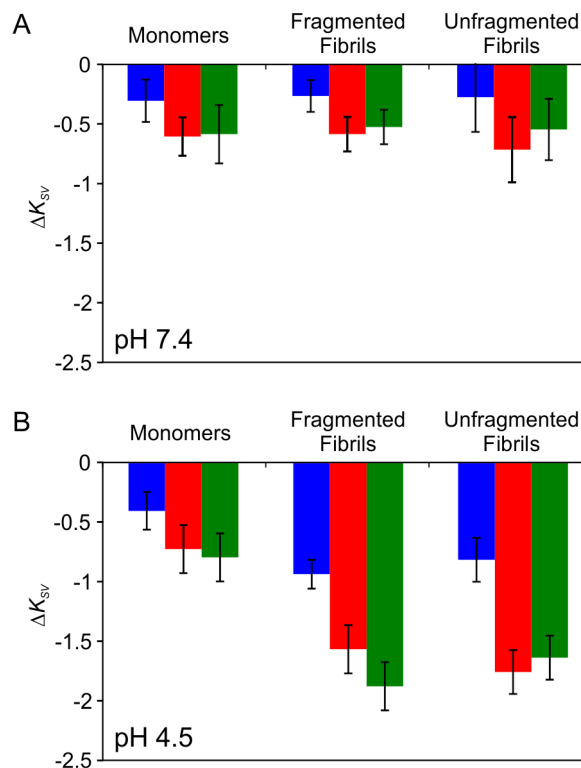 A
Monomers
Fragmented
Fibrils
Unfragmented
Fibrils
0
-0.5
-1
-1.5
-2
-2.5
ΔKSV
pH 7.4
B
Monomers
Fragmented
Fibrils
Unfragmented
Fibrils
0
-0.5
-1
-1.5
-2
-2.5
ΔKSV
pH 4.5